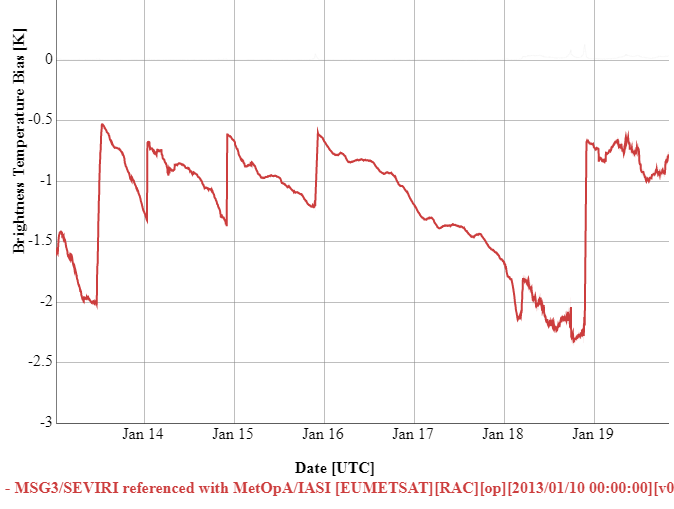 Brightness Temperature Bias [K]
0
-0.5
-1
-1.5
-2
-2.5
-3
Jan 14 Jan 15 Jan 16 Jan 17 Jan 18 Jan 19
Date [UTC]
- MSG3/SEVIRI referenced with MetOpA/IASI [EUMETSAT][RAC][op][2013/01/10 00:00:00][v0